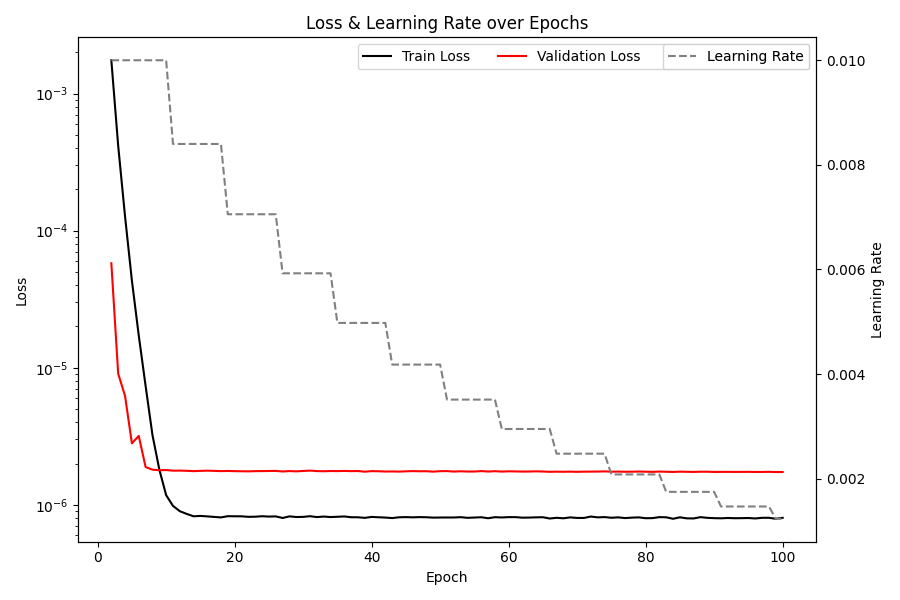 Loss & Learning Rate over Epochs
Train Loss
Validation Loss
Learning Rate
10⁻³
10⁻⁴
10⁻⁵
10⁻⁶
Loss
0.010
0.008
0.006
0.004
0.002
Learning Rate
0
20
40
60
80
100
Epoch